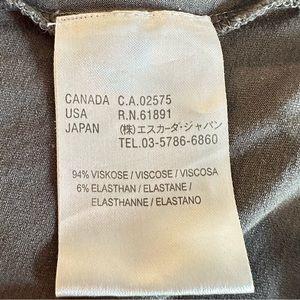 CANADA C.A.02575
USA R.N.61891
JAPAN (株)エスカーダ・ジャパン
TEL.03-5786-6860
94% VISKOSE / VISCOSE / VISCOSA
6% ELASTHAN / ELASTANE /
ELASTHANNE / ELASTANO